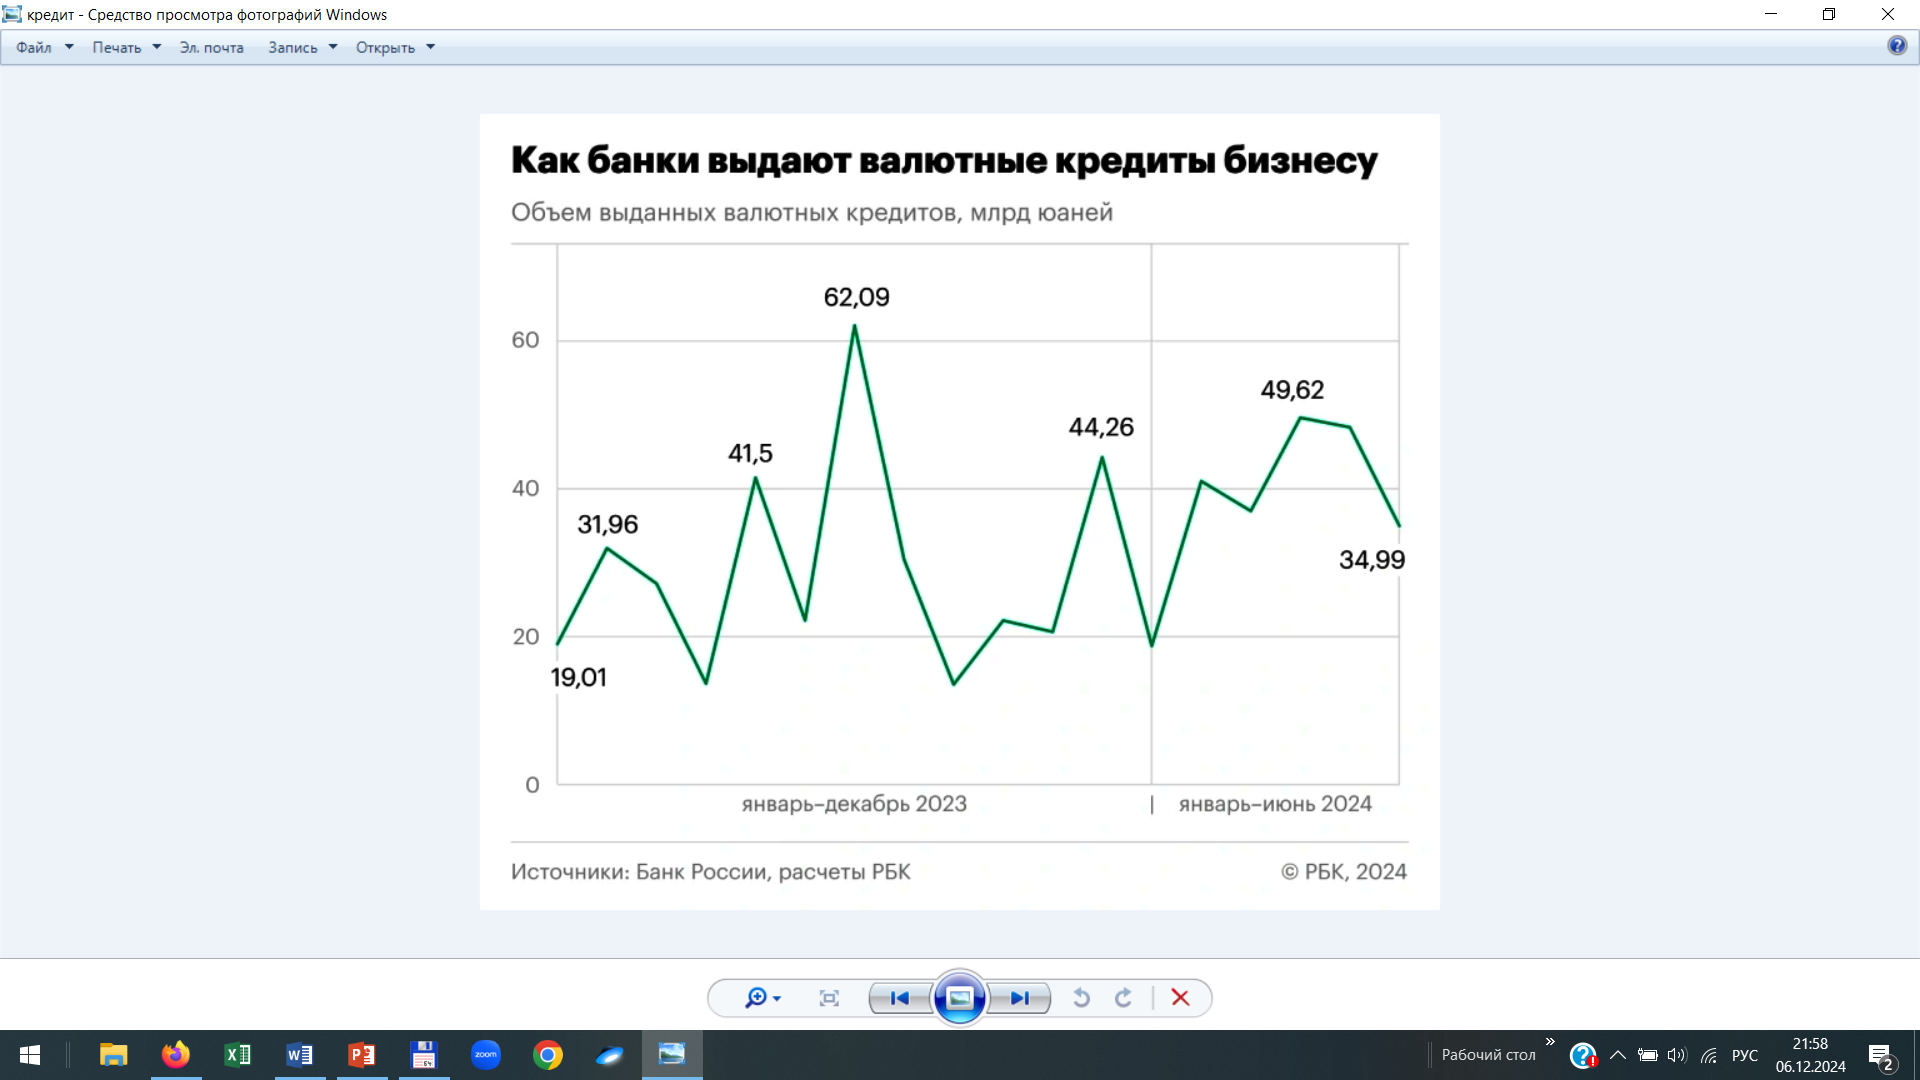 кредит - Средство просмотра фотографий Windows
Файл Печать Эл. почта Запись Открыть
Как банки выдают валютные кредиты бизнесу
Объем выданных валютных кредитов, млрд юаней
62,09
60
49,62
44,26
41,5
40
31,96
34,99
20
19,01
0
январь–декабрь 2023 | январь–июнь 2024
Источники: Банк России, расчеты РБК
© РБК, 2024
zoom
64
Рабочий стол
»
РУС
21:58
06.12.2024
2